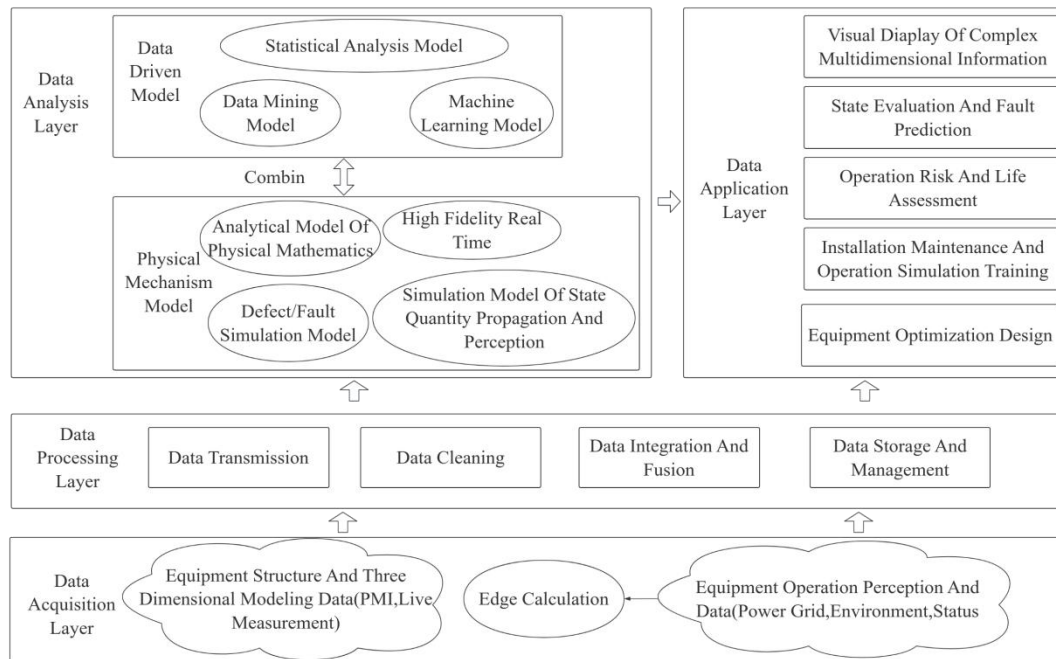 Data
Analysis
Layer
Data
Driven
Model
Statistical Analysis Model
Data Mining
Model
Machine
Learning Model
Combin
Physical
Mechanism
Model
Analytical Model Of
Physical Mathematics
High Fidelity Real
Time
Defect/Fault
Simulation Model
Simulation Model Of State
Quantity Propagation And
Perception
Data
Application
Layer
Visual Diaplay Of Complex
Multidimensional Information
State Evaluation And Fault
Prediction
Operation Risk And Life
Assessment
Installation Maintenance And
Operation Simulation Training
Equipment Optimization Design
Data
Processing
Layer
Data Transmission
Data Cleaning
Data Integration And
Fusion
Data Storage And
Management
Data
Acquisition
Layer
Equipment Structure And Three
Dimensional Modeling Data(PMI,Live
Measurement)
Edge Calculation
Equipment Operation Perception And
Data(Power Grid,Environment,Status